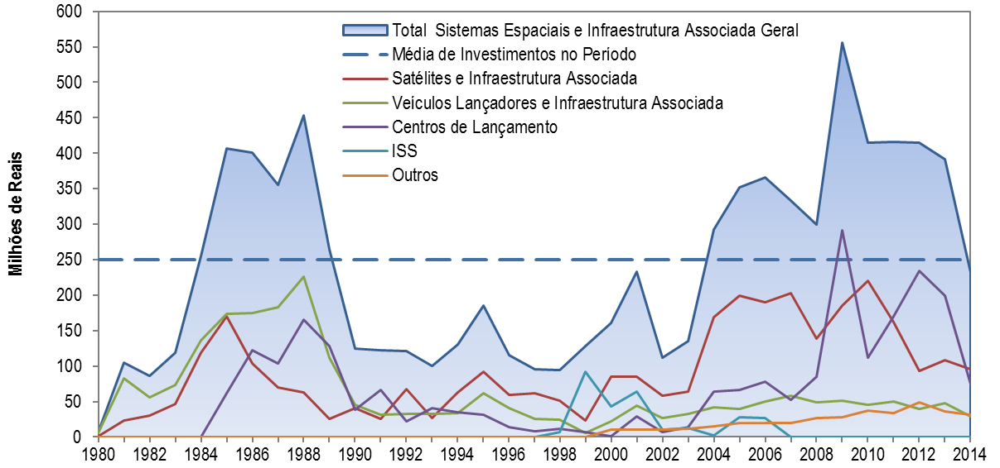 600
550
500
450
400
350
300
250
200
150
100
50
0
Milhões de Reais
Total Sistemas Espaciais e Infraestrutura Associada Geral
Média de Investimentos no Período
Satélites e Infraestrutura Associada
Veiculos Lançadores e Infraestrutura Associada
Centros de Lançamento
ISS
Outros
1980 1982 1984 1986 1988 1990 1992 1994 1996 1998 2000 2002 2004 2006 2008 2010 2012 2014